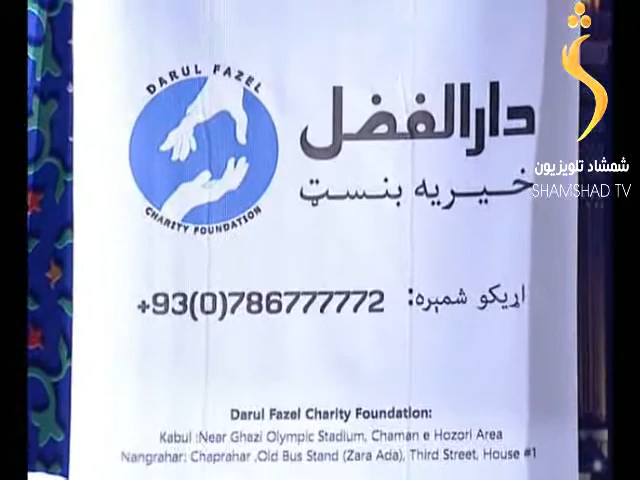 DARUL FAZEL
CHARITY FOUNDATION
دارالفضل
خیریه بنسټ
شمشاد تلویزیون
SHAMSHAD TV
اړیکو شمېره: +93(0)786777772
Darul Fazel Charity Foundation:
Kabul :Near Ghazi Olympic Stadium, Chaman e Hozori Area
Nangrahar: Chaprahar ,Old Bus Stand (Zara Ada), Third Street, House #1